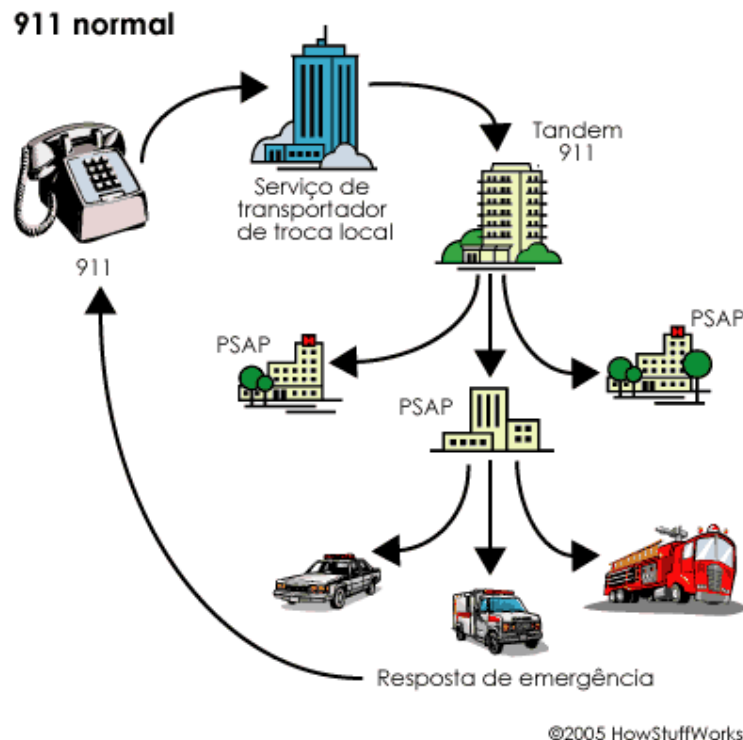 911 normal
Tandem
911
Serviço de
transportador
de troca local
911
PSAP
PSAP
PSAP
Resposta de emergência
©2005 HowStuffWorks